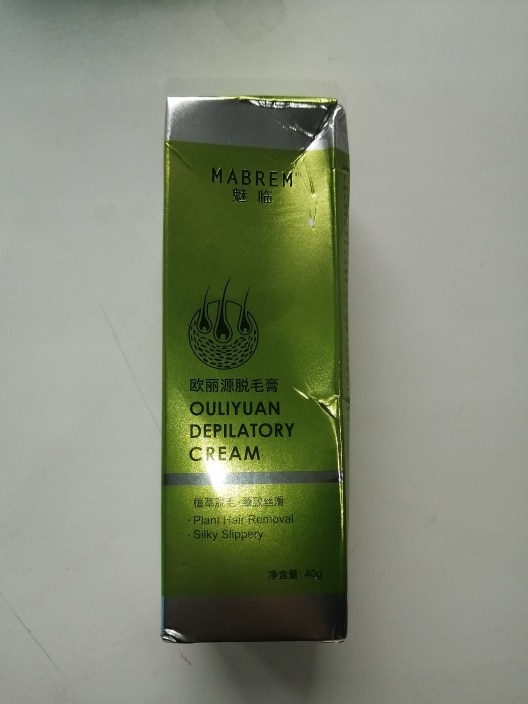 MABREM
魅临
欧丽源脱毛膏
OULIYUAN
DEPILATORY
CREAM
植萃脱毛·臻致丝滑
· Plant Hair Removal
· Silky Slippery
净含量: 40g